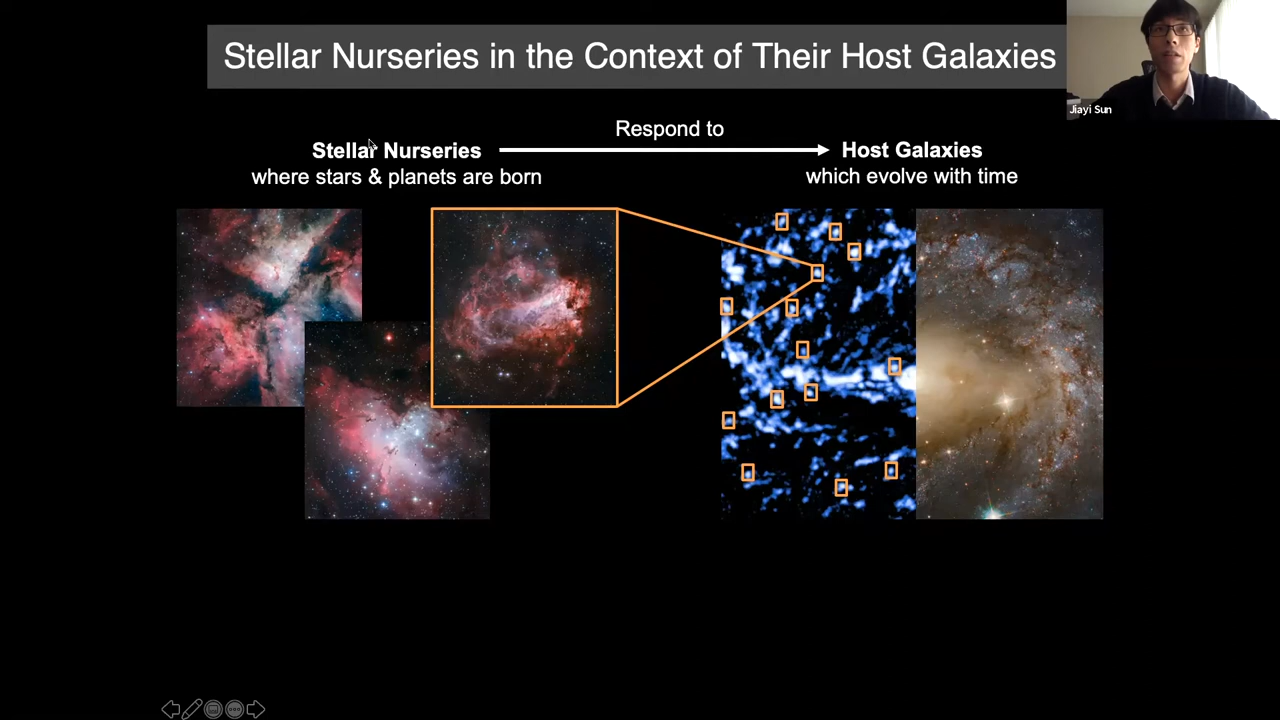 Stellar Nurseries in the Context of Their Host Galaxies
Jiayi Sun
Respond to
Stellar Nurseries
where stars & planets are born
Host Galaxies
which evolve with time